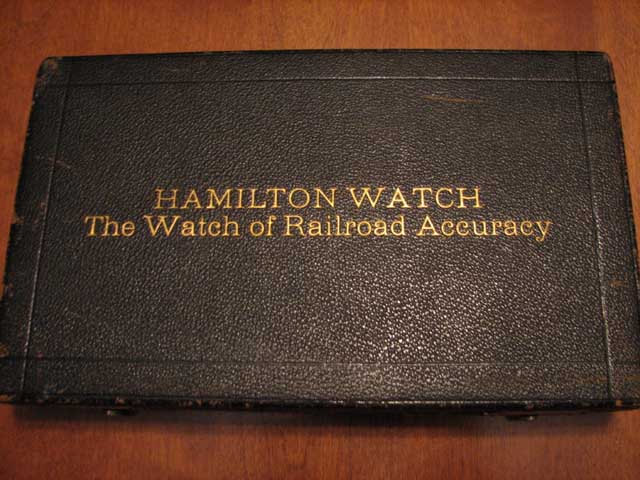 HAMILTON WATCH
The Watch of Railroad Accuracy